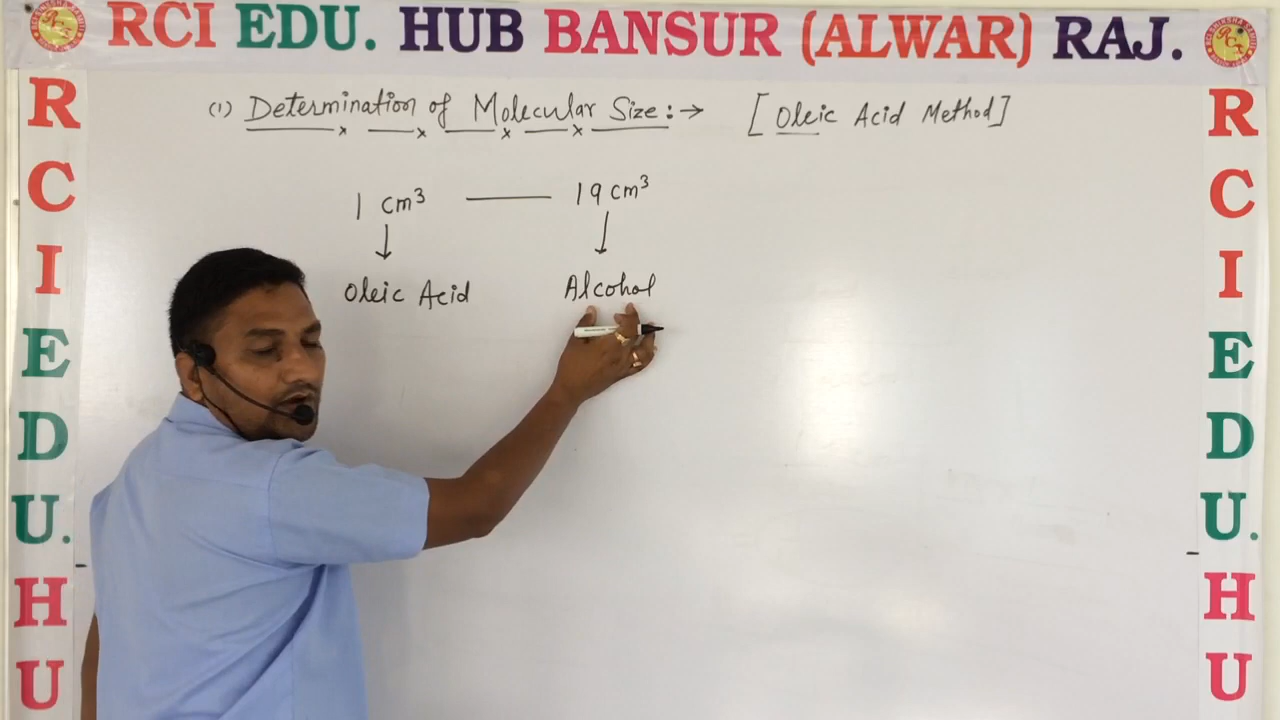 RCI EDU. HUB BANSUR (ALWAR) RAJ.
(1) Determination of Molecular Size:→ [Oleic Acid Method]
1 cm³ — 19 cm³
↓ ↓
Oleic Acid Alcohol
R
C
I
E
D
U.
H
U
R
C
I
E
D
U.
H
U